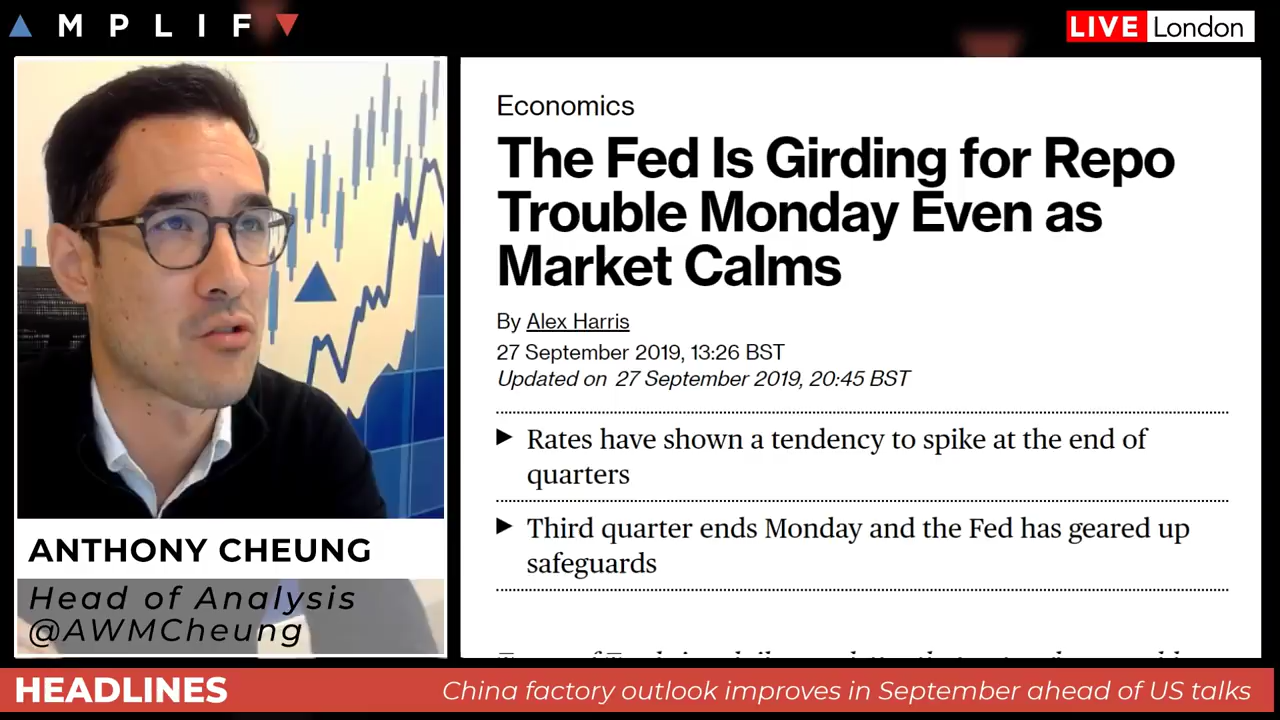 MPLIF
LIVE London
Economics
The Fed Is Girding for Repo
Trouble Monday Even as
Market Calms
By Alex Harris
27 September 2019, 13:26 BST
Updated on 27 September 2019, 20:45 BST
Rates have shown a tendency to spike at the end of
quarters
Third quarter ends Monday and the Fed has geared up
safeguards
ANTHONY CHEUNG
Head of Analysis
@AWMCheung
HEADLINES
China factory outlook improves in September ahead of US talks